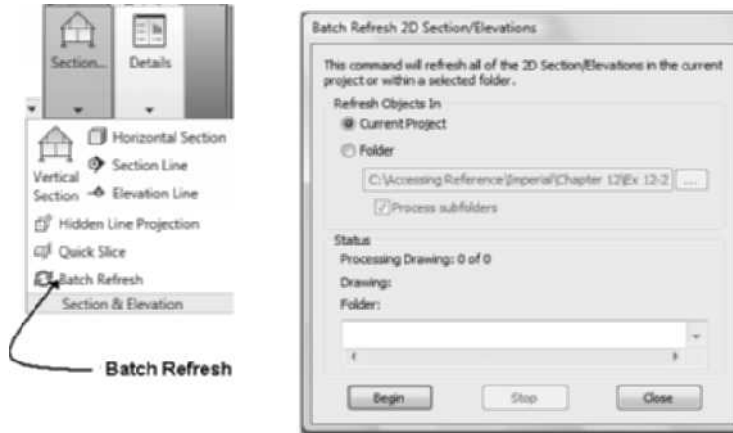 Section...
Details
Horizontal Section
Section Line
Vertical
Section
Elevation Line
Hidden Line Projection
Quick Slice
Batch Refresh
Section & Elevation
Batch Refresh
Batch Refresh 2D Section/Elevations
This command will refresh all of the 2D Section/Elevations in the current
project or within a selected folder.
Refresh Objects In
Current Project
Folder
C:\Accessing Reference\Imperial\Chapter 12\Ex 12-2
...
Process subfolders
Status
Processing Drawing: 0 of 0
Drawing:
Folder:
Begin
Stop
Close